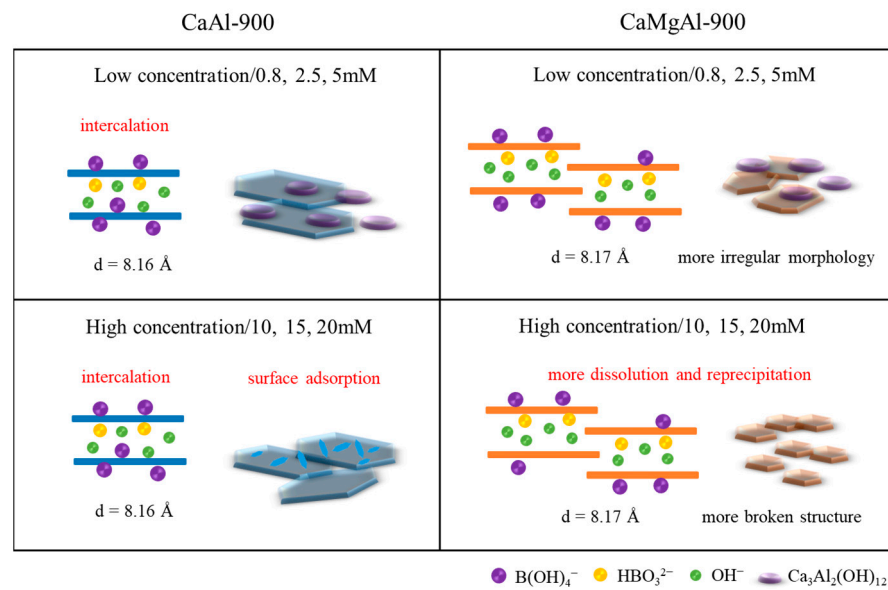 CaAl-900
CaMgAl-900
Low concentration/0.8, 2.5, 5mM
intercalation
d = 8.16 Å
Low concentration/0.8, 2.5, 5mM
d = 8.17 Å
more irregular morphology
High concentration/10, 15, 20mM
intercalation
surface adsorption
d = 8.16 Å
High concentration/10, 15, 20mM
more dissolution and reprecipitation
d = 8.17 Å
more broken structure
B(OH)₄⁻
HBO₃²⁻
OH⁻
Ca₃Al₂(OH)₁₂